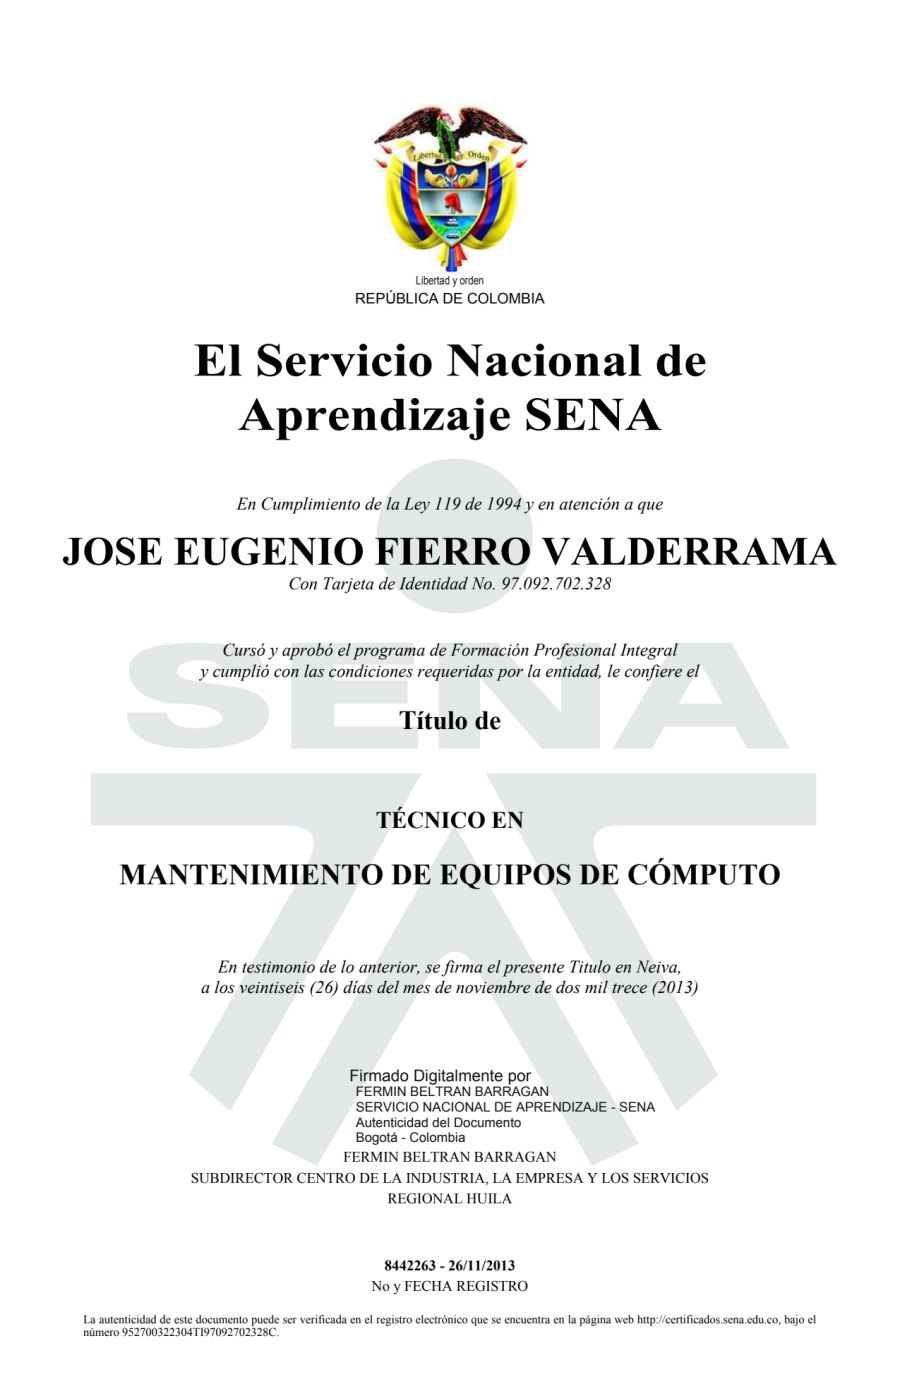 Libertad y Orden
Libertad y orden
REPÚBLICA DE COLOMBIA
El Servicio Nacional de
Aprendizaje SENA
En Cumplimiento de la Ley 119 de 1994 y en atención a que
JOSE EUGENIO FIERRO VALDERRAMA
Con Tarjeta de Identidad No. 97.092.702.328
Cursó y aprobó el programa de Formación Profesional Integral
y cumplió con las condiciones requeridas por la entidad, le confiere el
SENA
Título de
TÉCNICO EN
MANTENIMIENTO DE EQUIPOS DE CÓMPUTO
En testimonio de lo anterior, se firma el presente Titulo en Neiva,
a los veintiseis (26) días del mes de noviembre de dos mil trece (2013)
Firmado Digitalmente por
FERMIN BELTRAN BARRAGAN
SERVICIO NACIONAL DE APRENDIZAJE - SENA
Autenticidad del Documento
Bogotá - Colombia
FERMIN BELTRAN BARRAGAN
SUBDIRECTOR CENTRO DE LA INDUSTRIA, LA EMPRESA Y LOS SERVICIOS
REGIONAL HUILA
8442263 - 26/11/2013
No y FECHA REGISTRO
La autenticidad de este documento puede ser verificada en el registro electrónico que se encuentra en la página web http://certificados.sena.edu.co, bajo el
número 952700322304TI97092702328C.